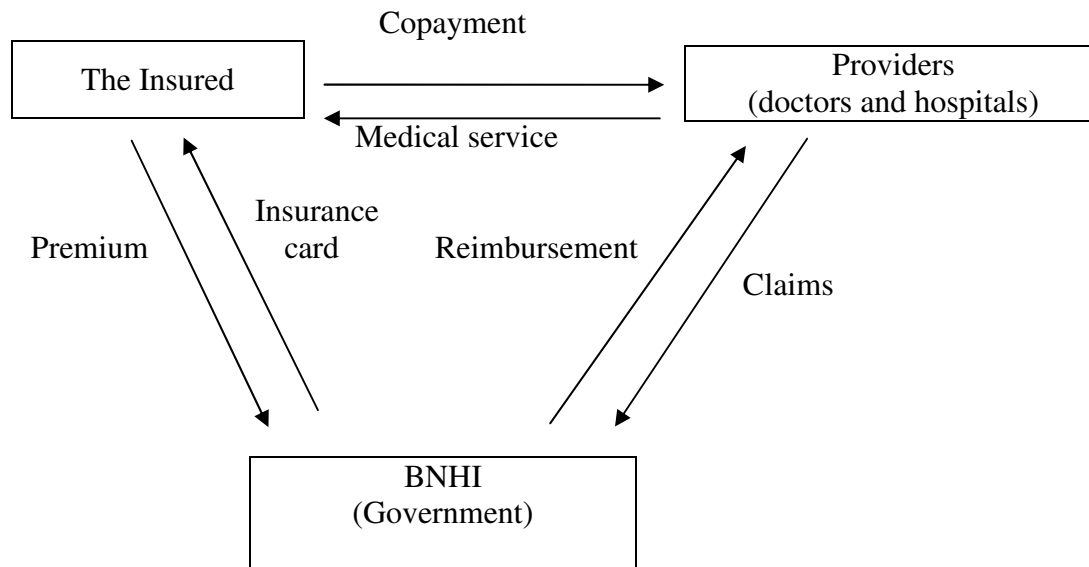 Copayment
The Insured
Providers
(doctors and hospitals)
Medical service
Insurance
card
Premium
Reimbursement
Claims
BNHI
(Government)